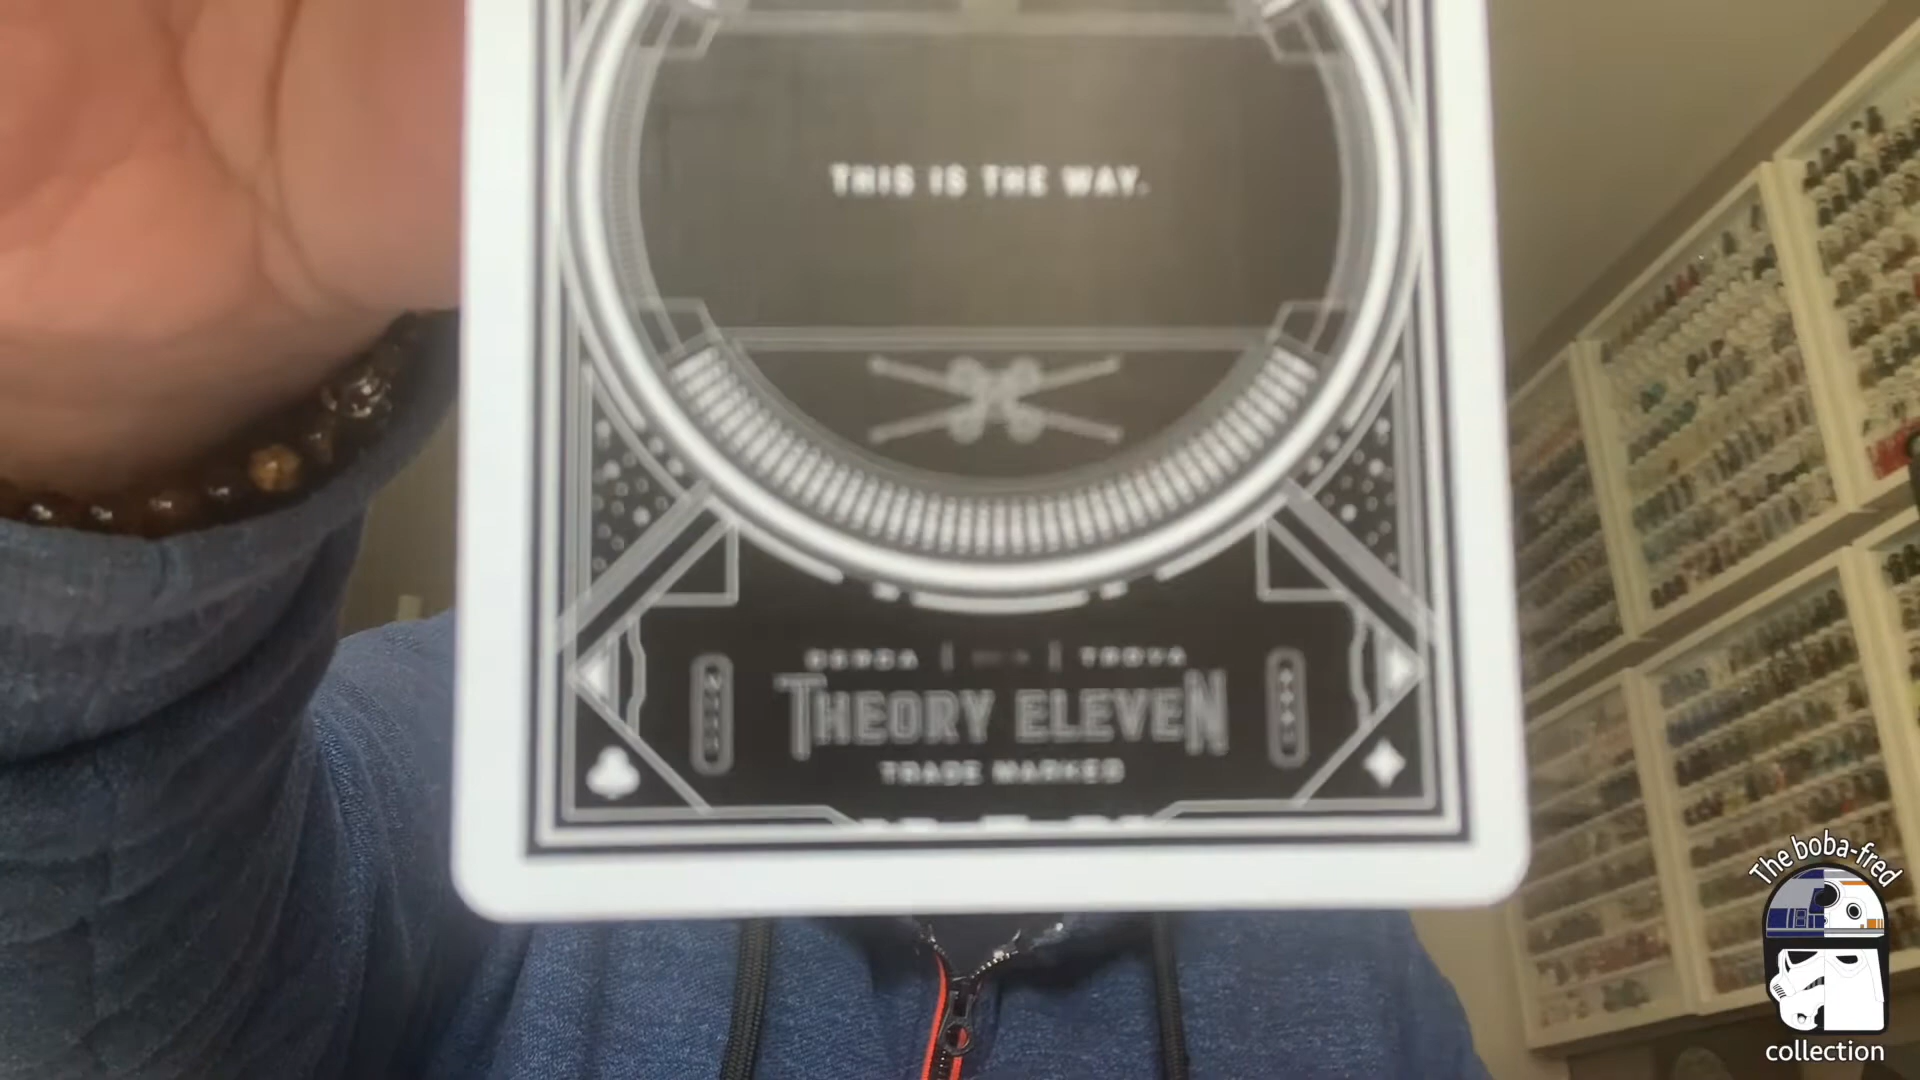 THIS IS THE WAY.
THEORY ELEVEN
TRADE MARKED
The boba-fred
collection